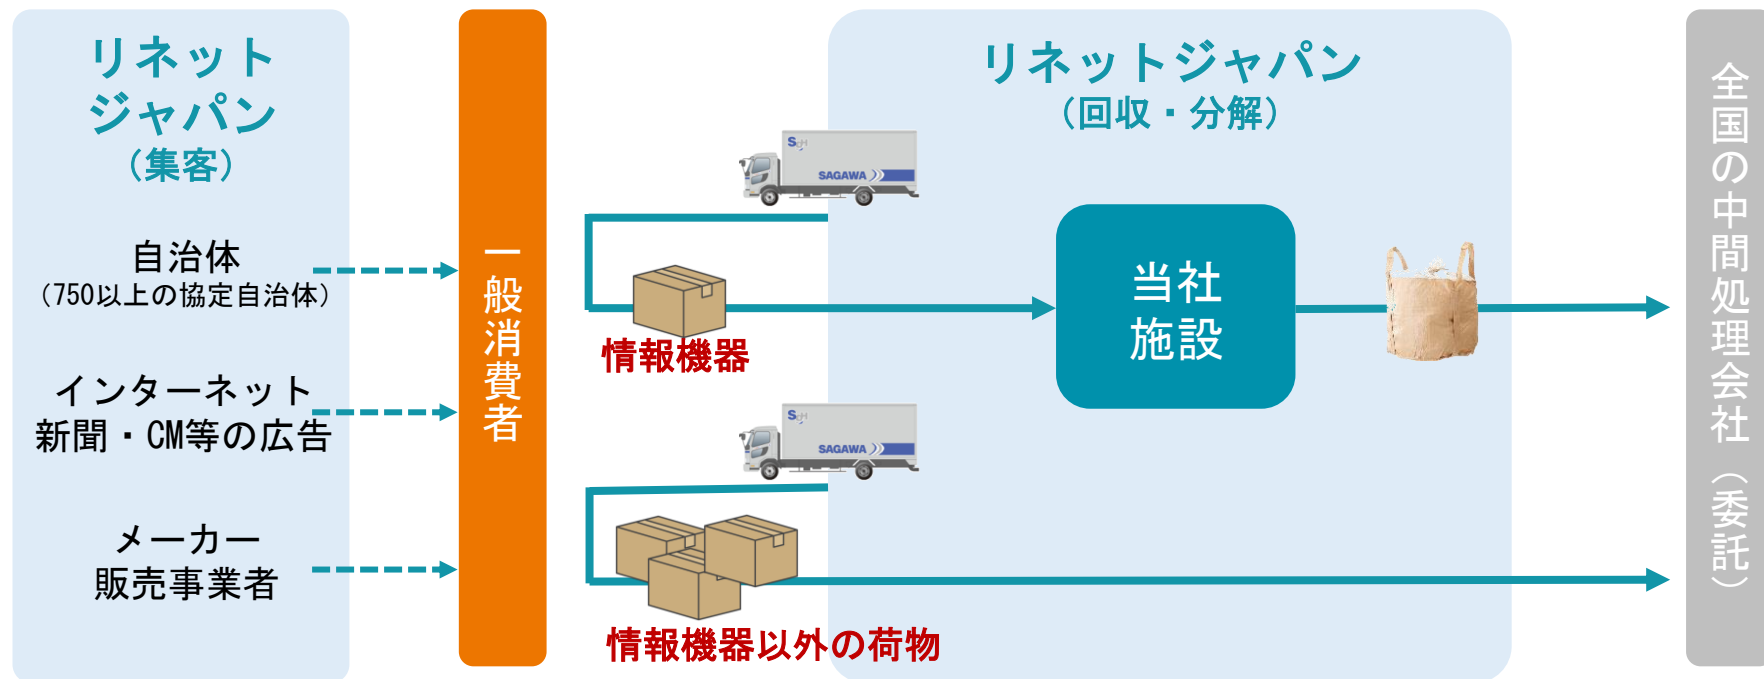 リネット
ジャパン
（集客）
自治体
（750以上の協定自治体）
インターネット
新聞・CM等の広告
メーカー
販売事業者
一般消費者
リネットジャパン
（回収・分解）
SGH
SAGAWA
情報機器
当社
施設
SGH
SAGAWA
情報機器以外の荷物
全国の中間処理会社（委託）